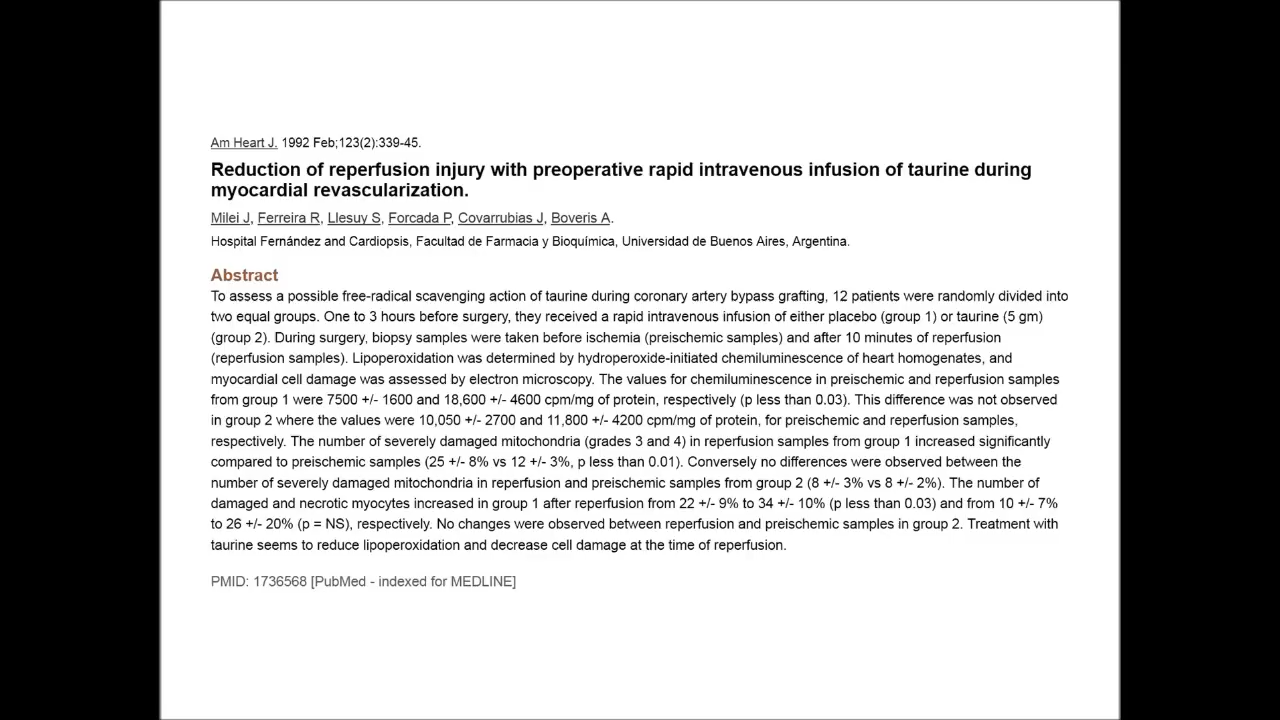 Am Heart J. 1992 Feb;123(2):339-45.
Reduction of reperfusion injury with preoperative rapid intravenous infusion of taurine during
myocardial revascularization.
Milei J, Ferreira R, Llesuy S, Forcada P, Covarrubias J, Boveris A.
Hospital Fernández and Cardiopsis, Facultad de Farmacia y Bioquímica, Universidad de Buenos Aires, Argentina.
Abstract
To assess a possible free-radical scavenging action of taurine during coronary artery bypass grafting, 12 patients were randomly divided into
two equal groups. One to 3 hours before surgery, they received a rapid intravenous infusion of either placebo (group 1) or taurine (5 gm)
(group 2). During surgery, biopsy samples were taken before ischemia (preischemic samples) and after 10 minutes of reperfusion
(reperfusion samples). Lipoperoxidation was determined by hydroperoxide-initiated chemiluminescence of heart homogenates, and
myocardial cell damage was assessed by electron microscopy. The values for chemiluminescence in preischemic and reperfusion samples
from group 1 were 7500 +/- 1600 and 18,600 +/- 4600 cpm/mg of protein, respectively (p less than 0.03). This difference was not observed
in group 2 where the values were 10,050 +/- 2700 and 11,800 +/- 4200 cpm/mg of protein, for preischemic and reperfusion samples,
respectively. The number of severely damaged mitochondria (grades 3 and 4) in reperfusion samples from group 1 increased significantly
compared to preischemic samples (25 +/- 8% vs 12 +/- 3%, p less than 0.01). Conversely no differences were observed between the
number of severely damaged mitochondria in reperfusion and preischemic samples from group 2 (8 +/- 3% vs 8 +/- 2%). The number of
damaged and necrotic myocytes increased in group 1 after reperfusion from 22 +/- 9% to 34 +/- 10% (p less than 0.03) and from 10 +/- 7%
to 26 +/- 20% (p = NS), respectively. No changes were observed between reperfusion and preischemic samples in group 2. Treatment with
taurine seems to reduce lipoperoxidation and decrease cell damage at the time of reperfusion.
PMID: 1736568 [PubMed - indexed for MEDLINE]